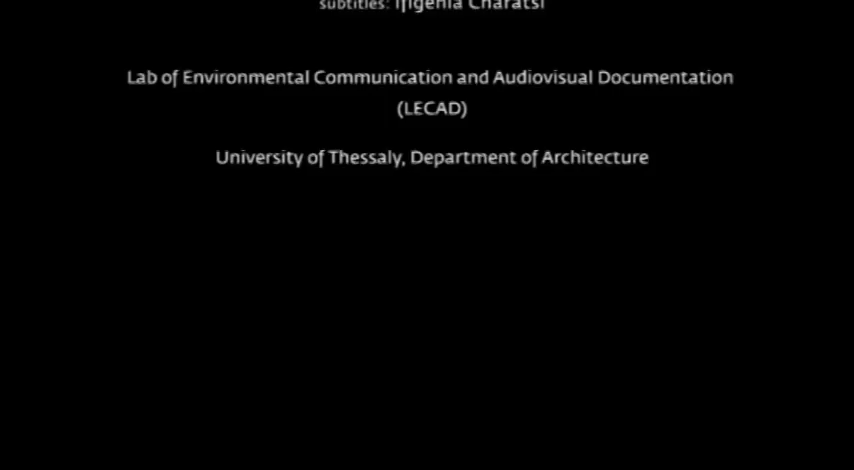 subtitles: Ifigenia Charatsi
Lab of Environmental Communication and Audiovisual Documentation
(LECAD)
University of Thessaly, Department of Architecture